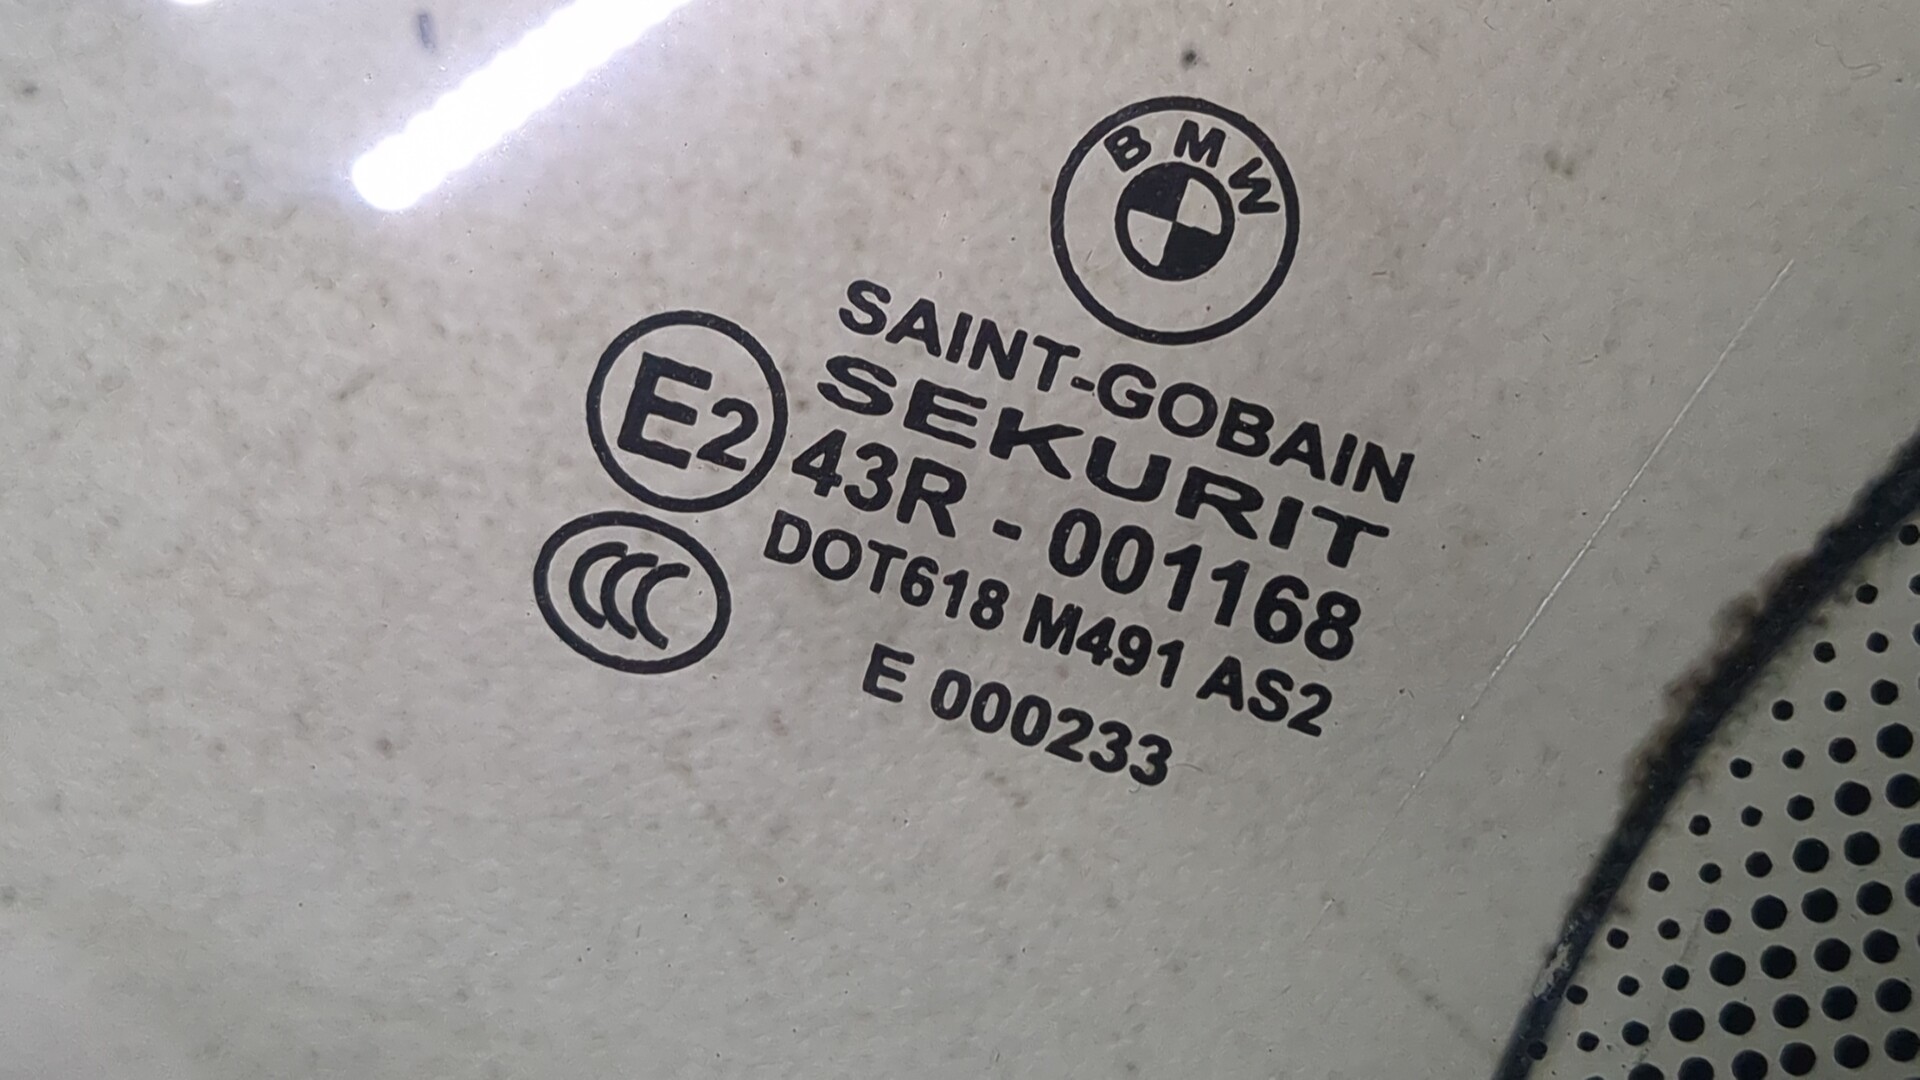 BMW
SAINT-GOBAIN
SEKURIT
E2
43R - 001168
CCC
DOT618 M491 AS2
E 000233